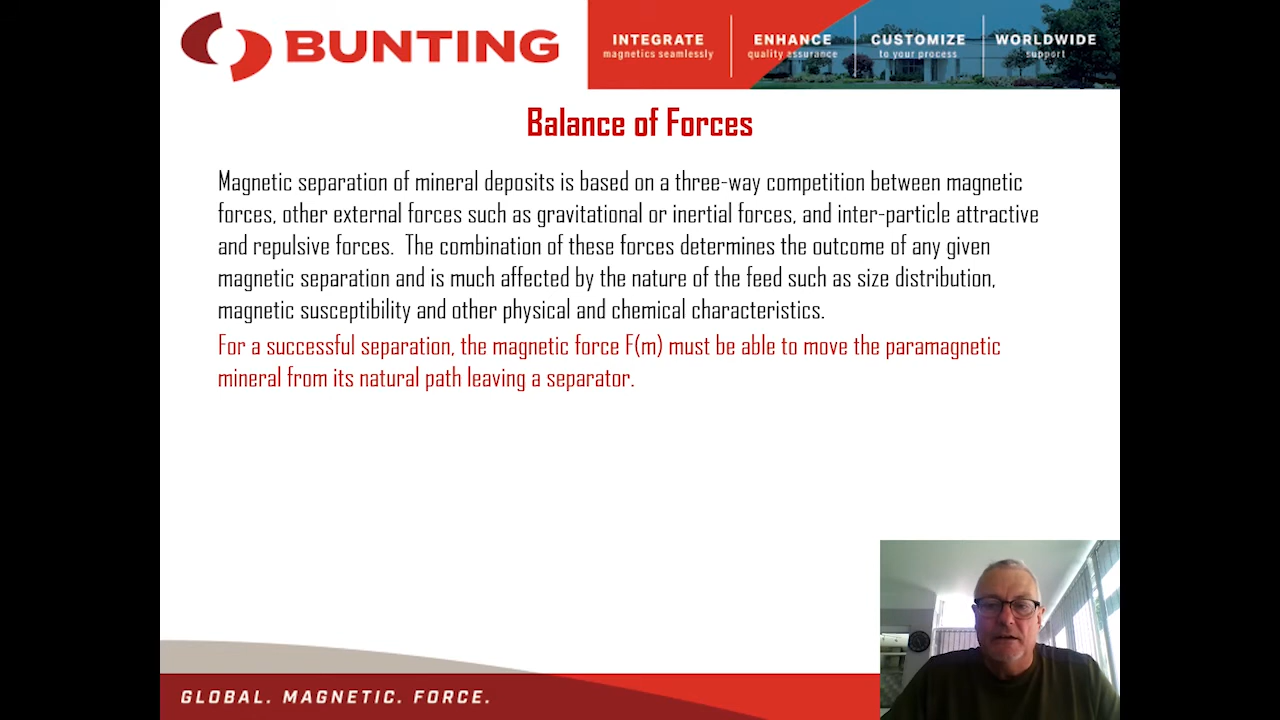 BUNTING
INTEGRATE
magnetics seamlessly
ENHANCE
quality assurance
CUSTOMIZE
to your process
WORLDWIDE
support
Balance of Forces
Magnetic separation of mineral deposits is based on a three-way competition between magnetic
forces, other external forces such as gravitational or inertial forces, and inter-particle attractive
and repulsive forces.  The combination of these forces determines the outcome of any given
magnetic separation and is much affected by the nature of the feed such as size distribution,
magnetic susceptibility and other physical and chemical characteristics.
For a successful separation, the magnetic force F(m) must be able to move the paramagnetic
mineral from its natural path leaving a separator.
GLOBAL. MAGNETIC. FORCE.